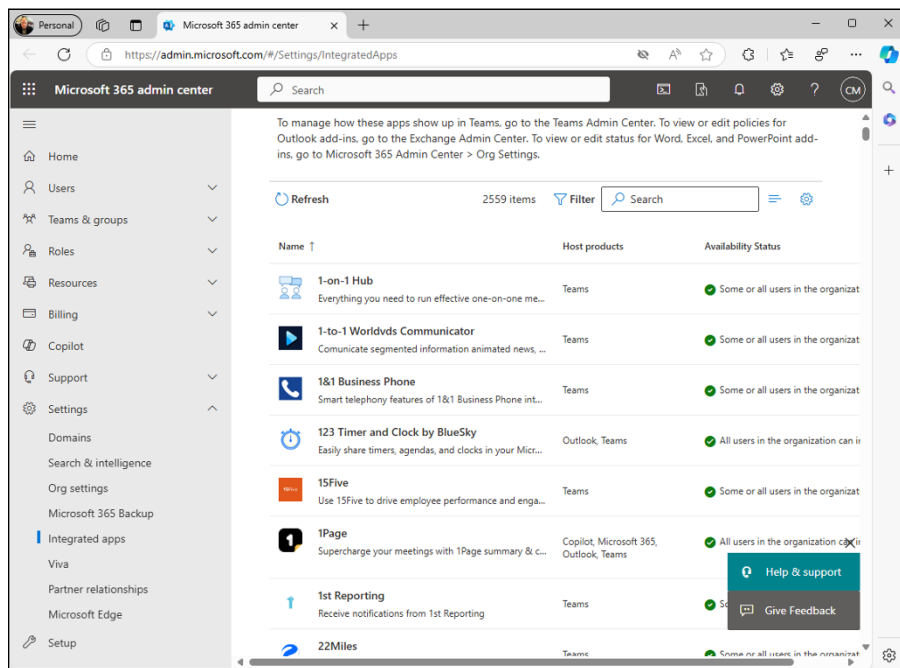 Personal
Microsoft 365 admin center
https://admin.microsoft.com/#/Settings/IntegratedApps
Microsoft 365 admin center
Search
CM
To manage how these apps show up in Teams, go to the Teams Admin Center. To view or edit policies for
Outlook add-ins, go to the Exchange Admin Center. To view or edit status for Word, Excel, and PowerPoint add-
ins, go to Microsoft 365 Admin Center > Org Settings.
Home
Users
Teams & groups
Roles
Resources
Billing
Copilot
Support
Settings
Domains
Search & intelligence
Org settings
Microsoft 365 Backup
Integrated apps
Viva
Partner relationships
Microsoft Edge
Setup
Refresh
2559 items
Filter
Search
Name ↑
Host products
Availability Status
1-on-1 Hub
Everything you need to run effective one-on-one me...
Teams
Some or all users in the organizat
1-to-1 Worldvds Communicator
Comunicate segmented information animated news, ...
Teams
Some or all users in the organizat
1&1 Business Phone
Smart telephony features of 1&1 Business Phone int...
Teams
Some or all users in the organizat
123 Timer and Clock by BlueSky
Easily share timers, agendas, and clocks in your Micr...
Outlook, Teams
All users in the organization can in
15Five
Use 15Five to drive employee performance and enga...
Teams
Some or all users in the organizat
1Page
Supercharge your meetings with 1Page summary & c...
Copilot, Microsoft 365,
Outlook, Teams
All users in the organization can in
1st Reporting
Receive notifications from 1st Reporting
Teams
22Miles
Teams
Some or all users in the organizat
Help & support
Give Feedback